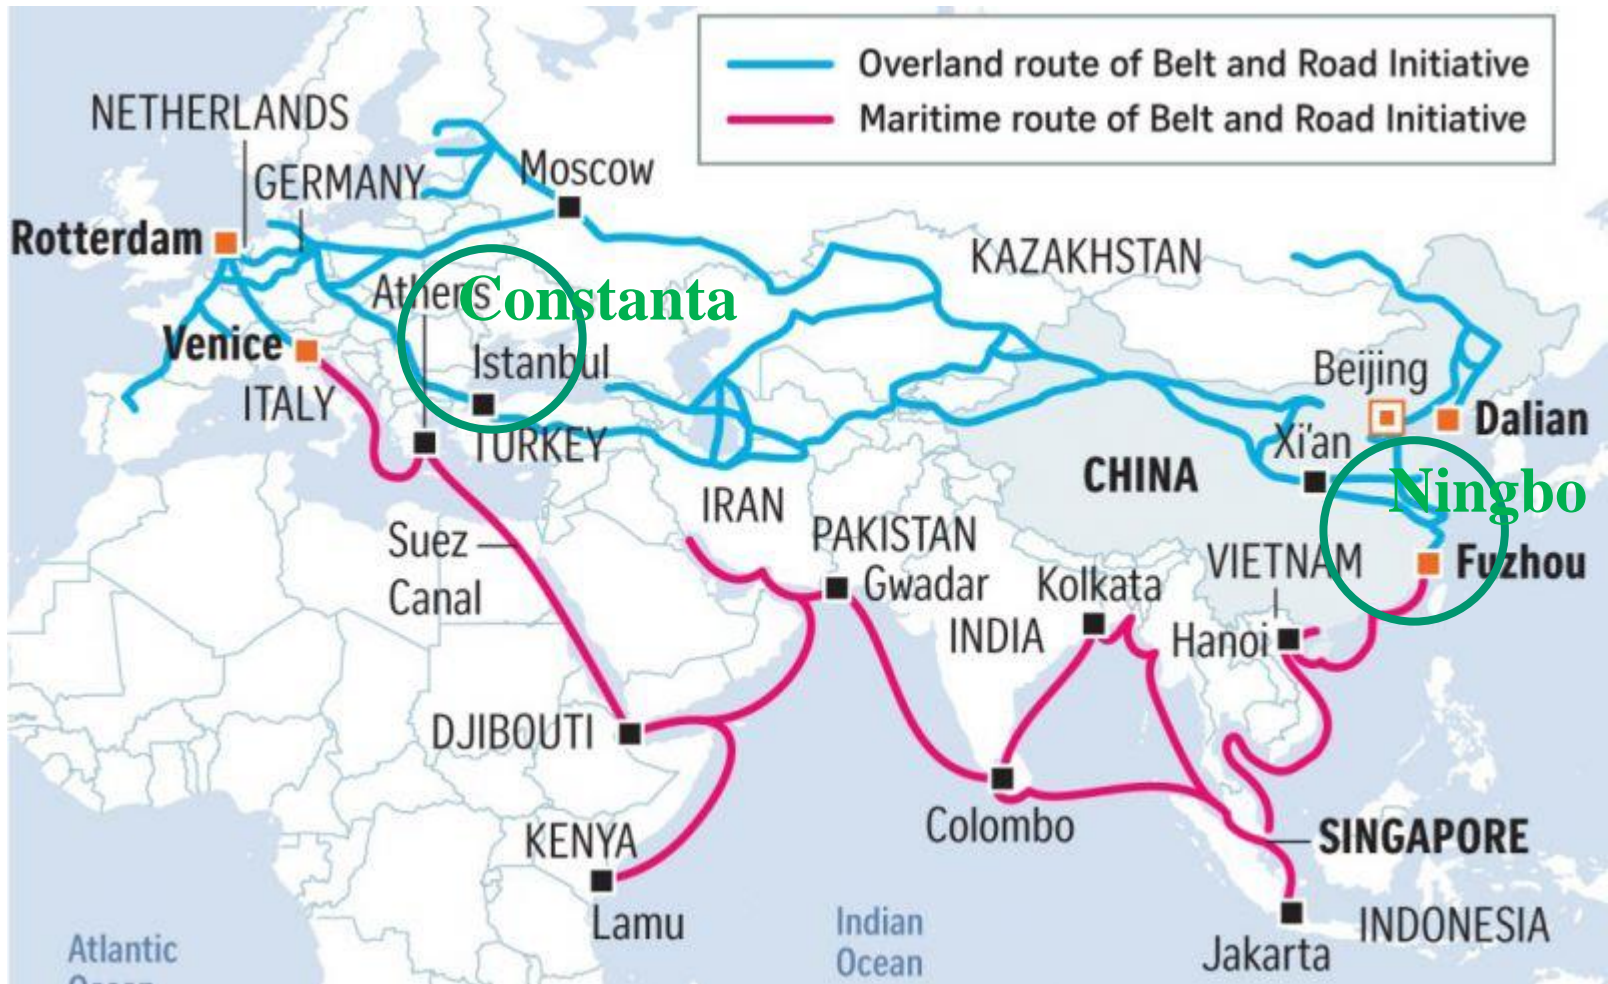 Overland route of Belt and Road Initiative
Maritime route of Belt and Road Initiative
NETHERLANDS
GERMANY
Moscow
Rotterdam
KAZAKHSTAN
Athens
Constanta
Venice
Istanbul
Beijing
ITALY
Dalian
TURKEY
Xi'an
CHINA
Ningbo
IRAN
Suez
Canal
PAKISTAN
Gwadar
Kolkata
VIETNAM
Fuzhou
INDIA
Hanoi
DJIBOUTI
Colombo
KENYA
SINGAPORE
Lamu
Indian
Ocean
INDONESIA
Jakarta
Atlantic
Ocean